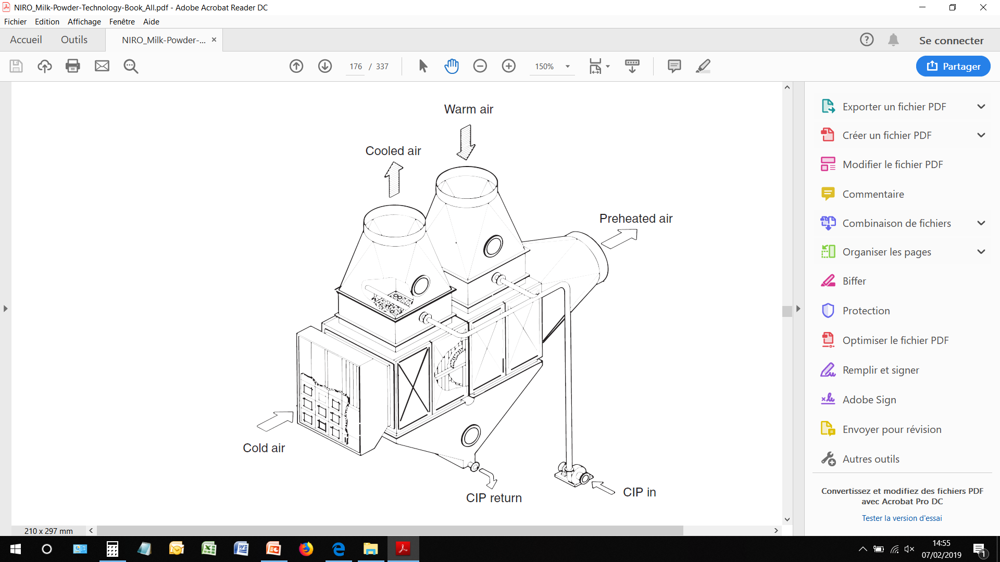 NIRO_Milk-Powder-Technology-Book_All.pdf - Adobe Acrobat Reader DC
Fichier Edition Affichage Fenêtre Aide
Accueil Outils NIRO_Milk-Powder-... × Se connecter
176 / 337 150% Partager
Warm air
Cooled air
Preheated air
Cold air
CIP return
CIP in
Exporter un fichier PDF
Créer un fichier PDF
Modifier le fichier PDF
Commentaire
Combinaison de fichiers
Organiser les pages
Biffer
Protection
Optimiser le fichier PDF
Remplir et signer
Adobe Sign
Envoyer pour révision
Autres outils
Convertissez et modifiez des fichiers PDF
avec Acrobat Pro DC
Tester la version d'essai
210 x 297 mm
14:55
07/02/2019
1